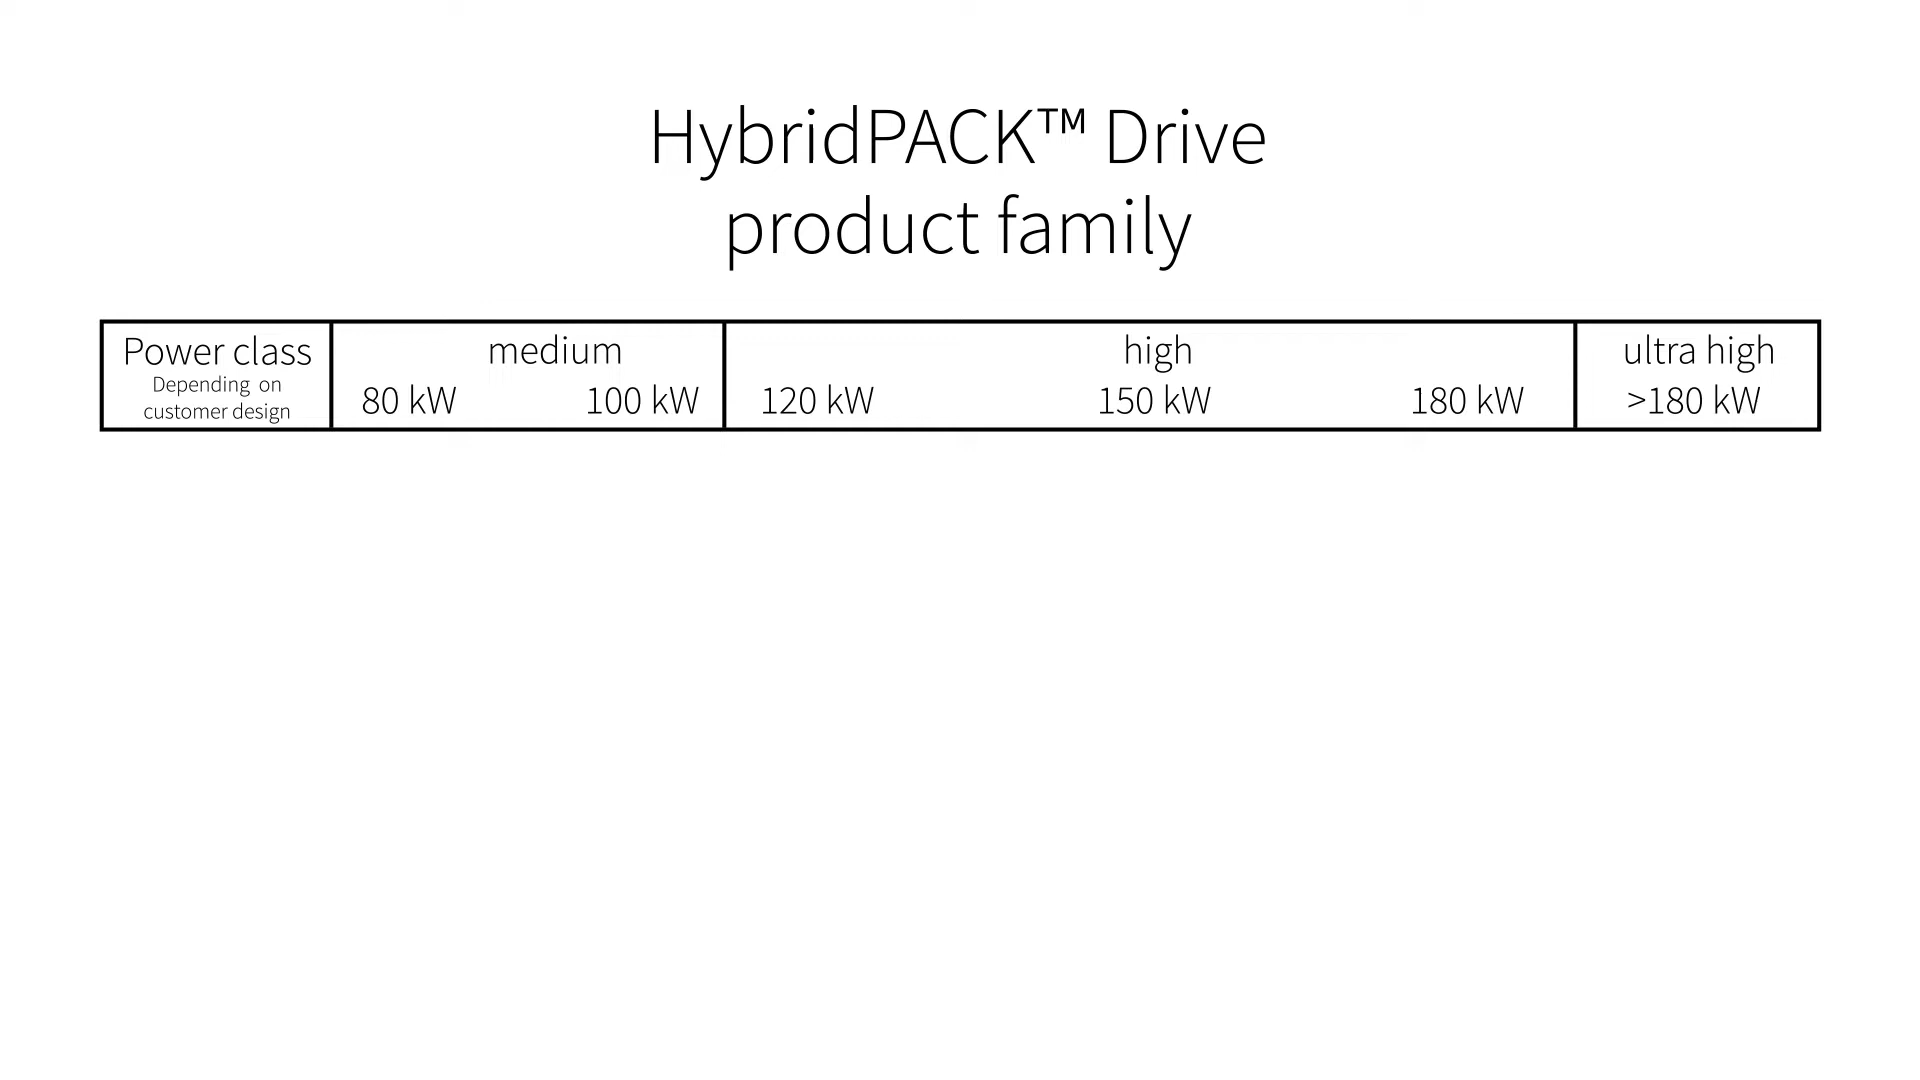 HybridPACK™ Drive
product family
Power class
Depending on
customer design
medium
80 kW 100 kW
high
120 kW 150 kW 180 kW
ultra high
>180 kW